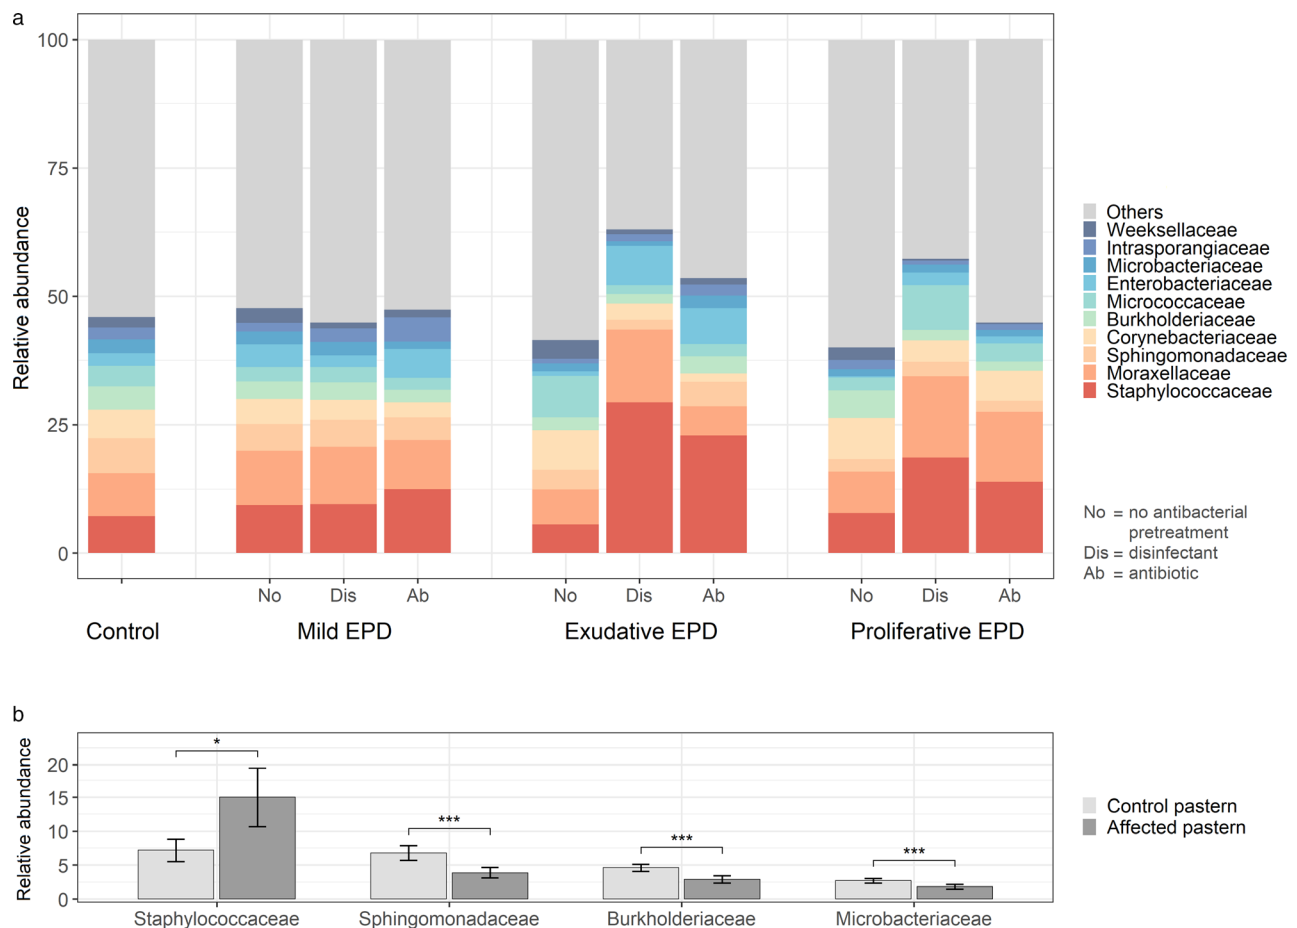 a
Relative abundance
100
75
50
25
0
No Dis Ab No Dis Ab No Dis Ab
Control Mild EPD Exudative EPD Proliferative EPD
Others
Weeksellaceae
Intrasporangiaceae
Microbacteriaceae
Enterobacteriaceae
Micrococcaceae
Burkholderiaceae
Corynebacteriaceae
Sphingomonadaceae
Moraxellaceae
Staphylococcaceae
No = no antibacterial
pretreatment
Dis = disinfectant
Ab = antibiotic
b
Relative abundance
20
15
10
5
0
* *** *** ***
Staphylococcaceae Sphingomonadaceae Burkholderiaceae Microbacteriaceae
Control pastern
Affected pastern